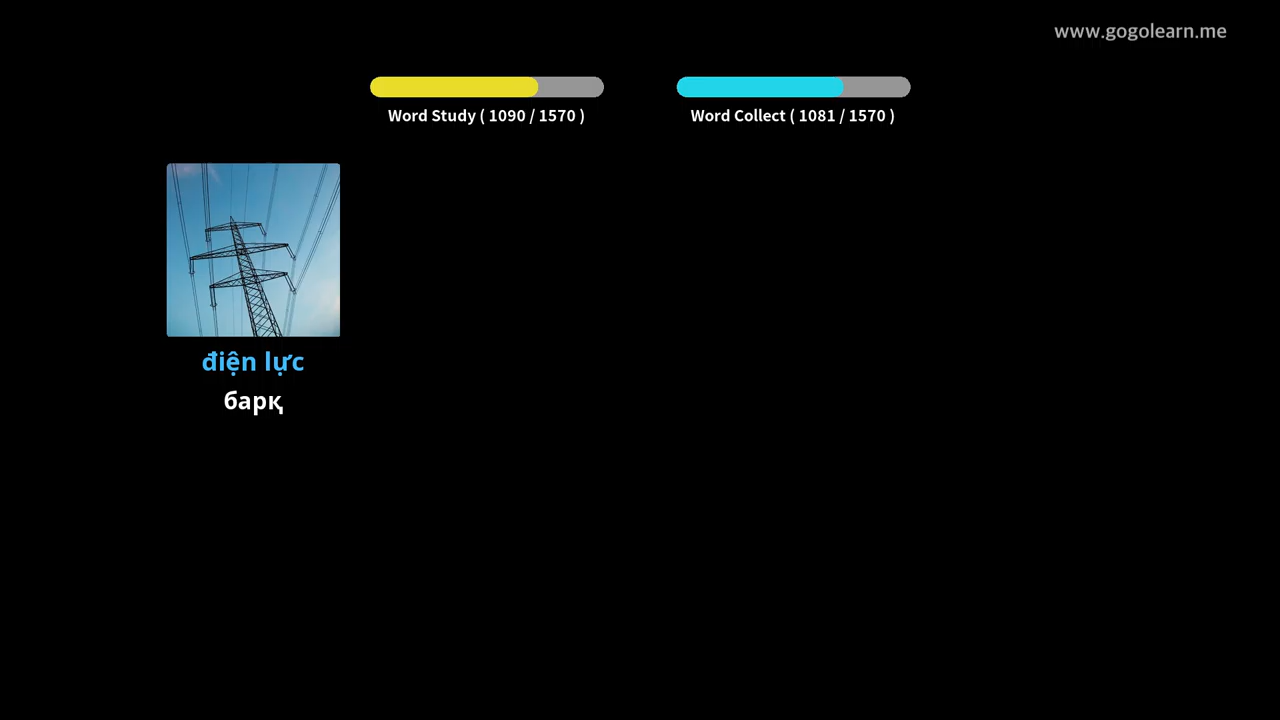 www.gogolearn.me
Word Study ( 1090 / 1570 )
Word Collect ( 1081 / 1570 )
điện lực
барқ